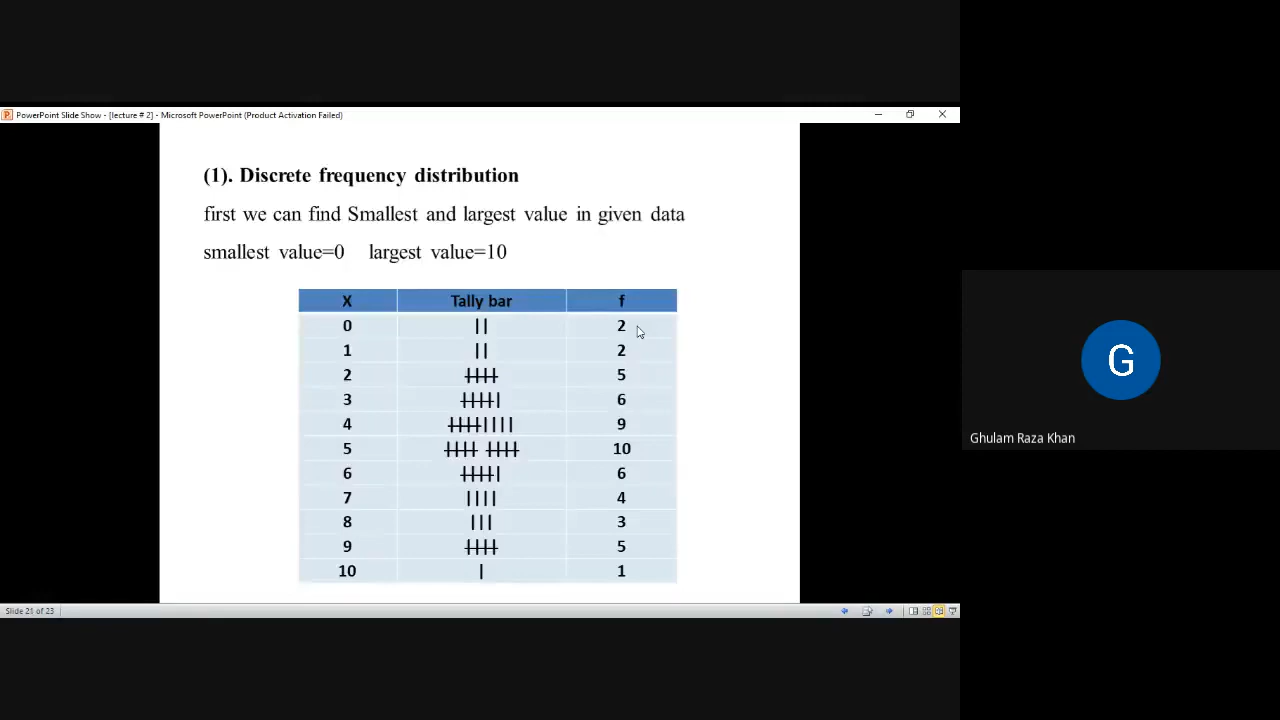 PowerPoint Slide Show - [lecture # 2] - Microsoft PowerPoint (Product Activation Failed)
(1). Discrete frequency distribution
first we can find Smallest and largest value in given data
smallest value=0 largest value=10
X Tally bar f
0 || 2
1 || 2
2 5
3 6
4 9
5 10
6 6
7 |||| 4
8 ||| 3
9 5
10 | 1
Slide 21 of 23
G
Ghulam Raza Khan